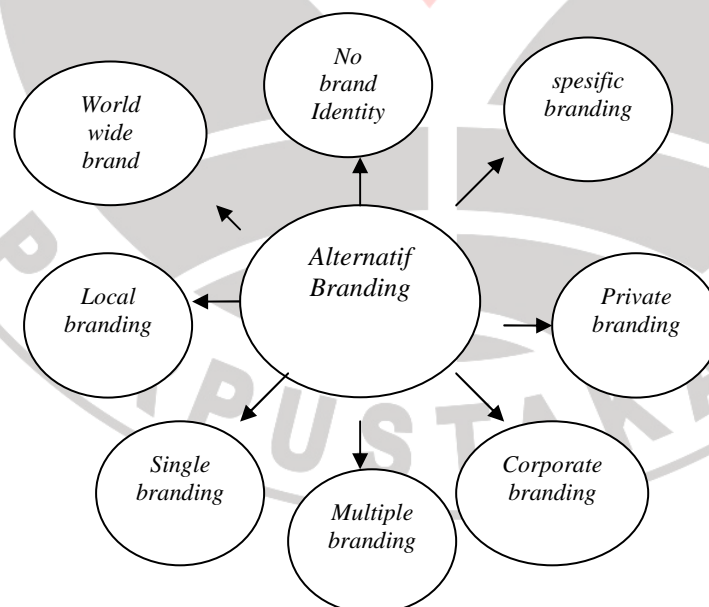 No
brand
Identity
spesific
branding
World
wide
brand
Alternatif
Branding
Local
branding
Private
branding
Single
branding
Corporate
branding
Multiple
branding
PUSTAK